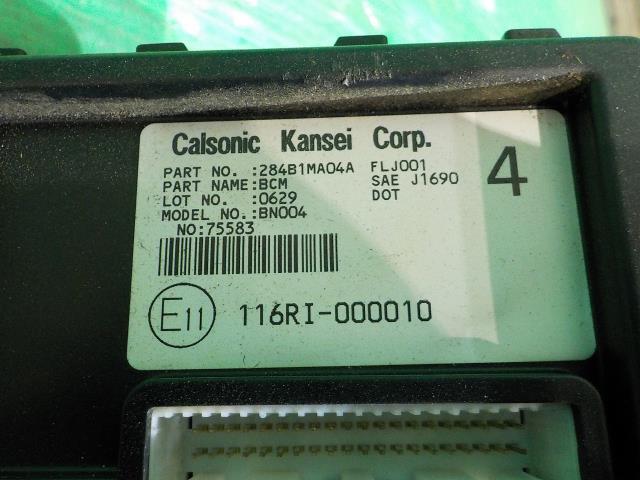 Calsonic Kansei Corp.
PART NO. :284B1MA04A FLJ001
PART NAME:BCM SAE J1690
LOT NO. :0629 DOT
MODEL NO.:BN004
NO:75583
4
E11 116RI-000010